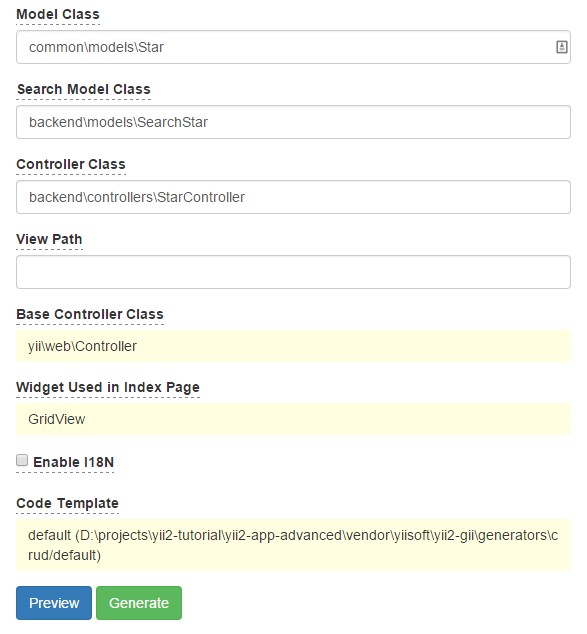 Model Class
common\models\Star
Search Model Class
backend\models\SearchStar
Controller Class
backend\controllers\StarController
View Path
Base Controller Class
yii\web\Controller
Widget Used in Index Page
GridView
Enable I18N
Code Template
default (D:\projects\yii2-tutorial\yii2-app-advanced\vendor\yiisoft\yii2-gii\generators\c
rud/default)
Preview Generate